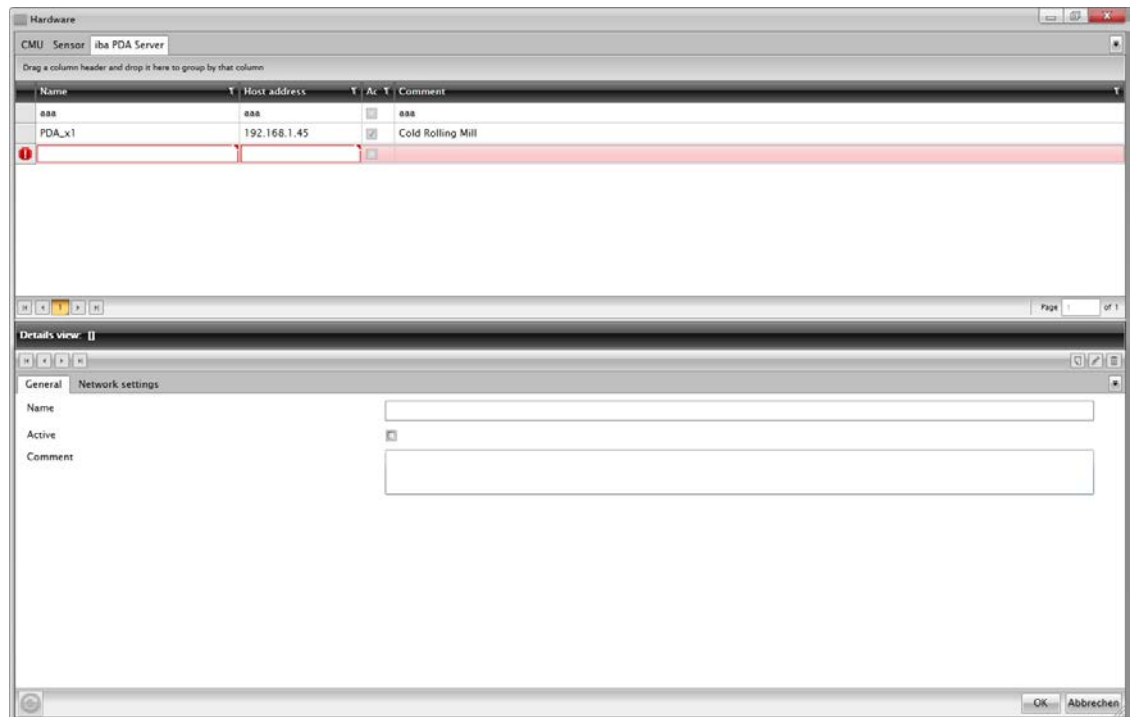 Hardware
CMU Sensor iba PDA Server
Drag a column header and drop it here to group by that column
Name Host address Ac Comment
aaa aaa aaa
PDA_x1 192.168.1.45 Cold Rolling Mill
1 Page 1 of 1
Details view: []
General Network settings
Name
Active
Comment
OK Abbrechen